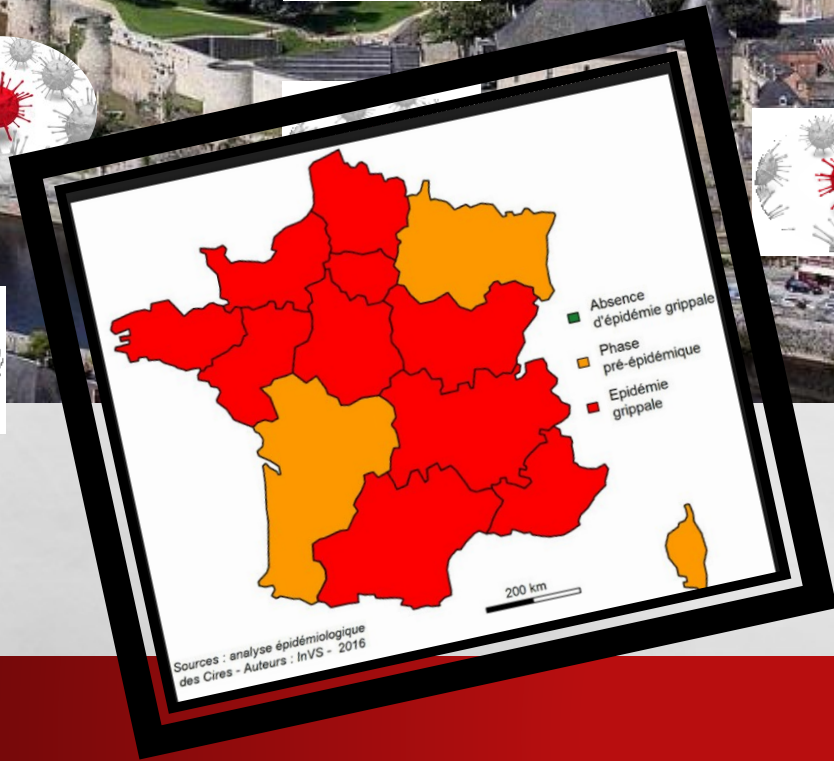 Absence
d'épidémie grippale
Phase
pré-épidémique
Epidémie
grippale
200 km
Sources : analyse épidémiologique
des Cires - Auteurs : InVS - 2016